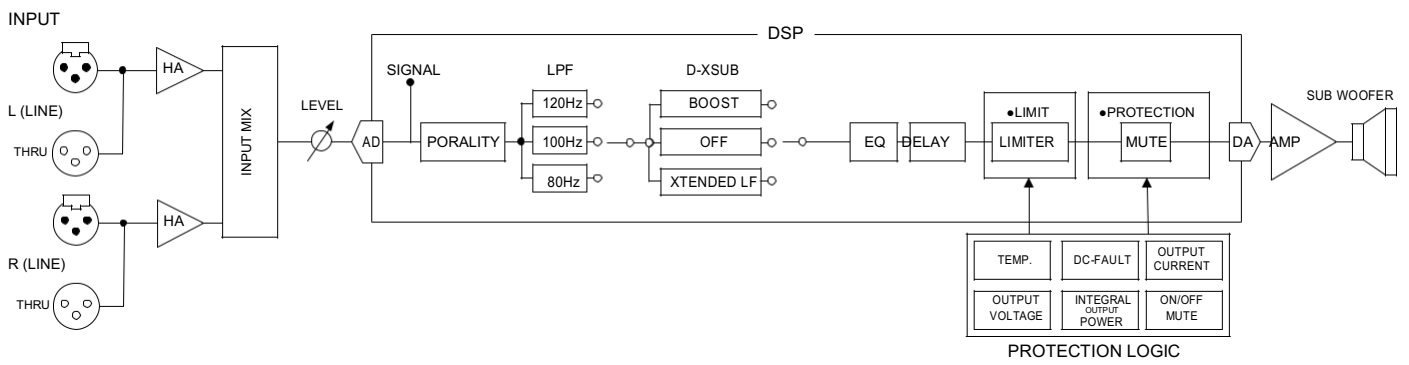 INPUT
DSP
HA
SIGNAL
LPF
D-XSUB
L (LINE)
THRU
INPUT MIX
LEVEL
AD
PORALITY
120Hz
100Hz
80Hz
BOOST
OFF
XTENDED LF
EQ
DELAY
●LIMIT
LIMITER
●PROTECTION
MUTE
DA
AMP
SUB WOOFER
HA
R (LINE)
THRU
TEMP.
DC-FAULT
OUTPUT
CURRENT
OUTPUT
VOLTAGE
INTEGRAL
OUTPUT
POWER
ON/OFF
MUTE
PROTECTION LOGIC